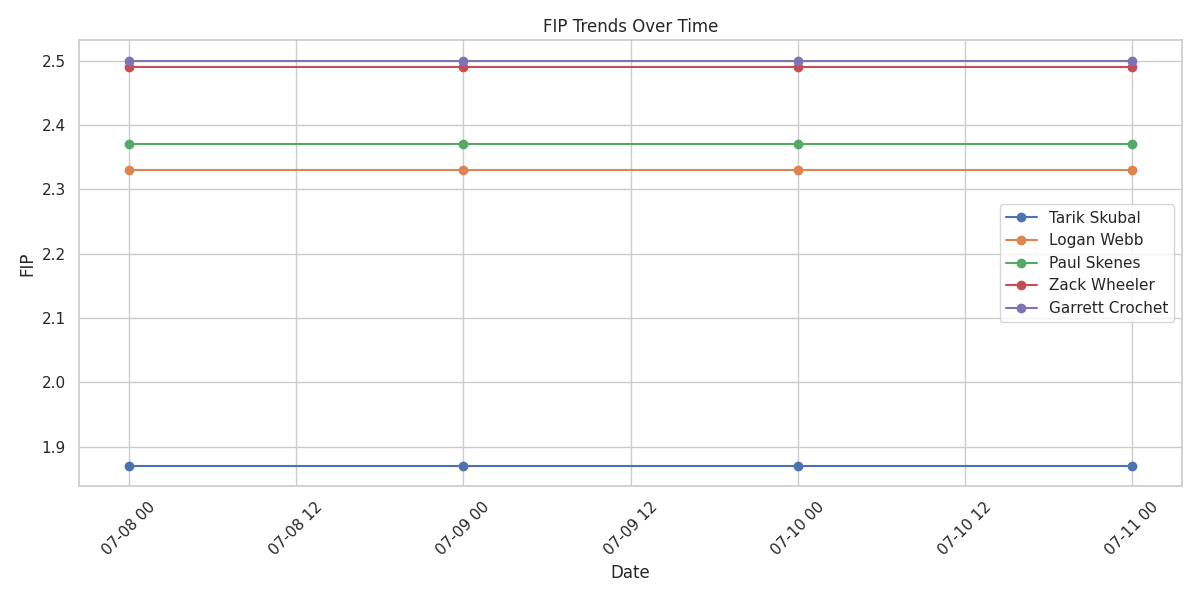 FIP Trends Over Time
2.5
2.4
2.3
2.2
2.1
2.0
1.9
FIP
Tarik Skubal
Logan Webb
Paul Skenes
Zack Wheeler
Garrett Crochet
07-08 00
07-08 12
07-09 00
07-09 12
07-10 00
07-10 12
07-11 00
Date